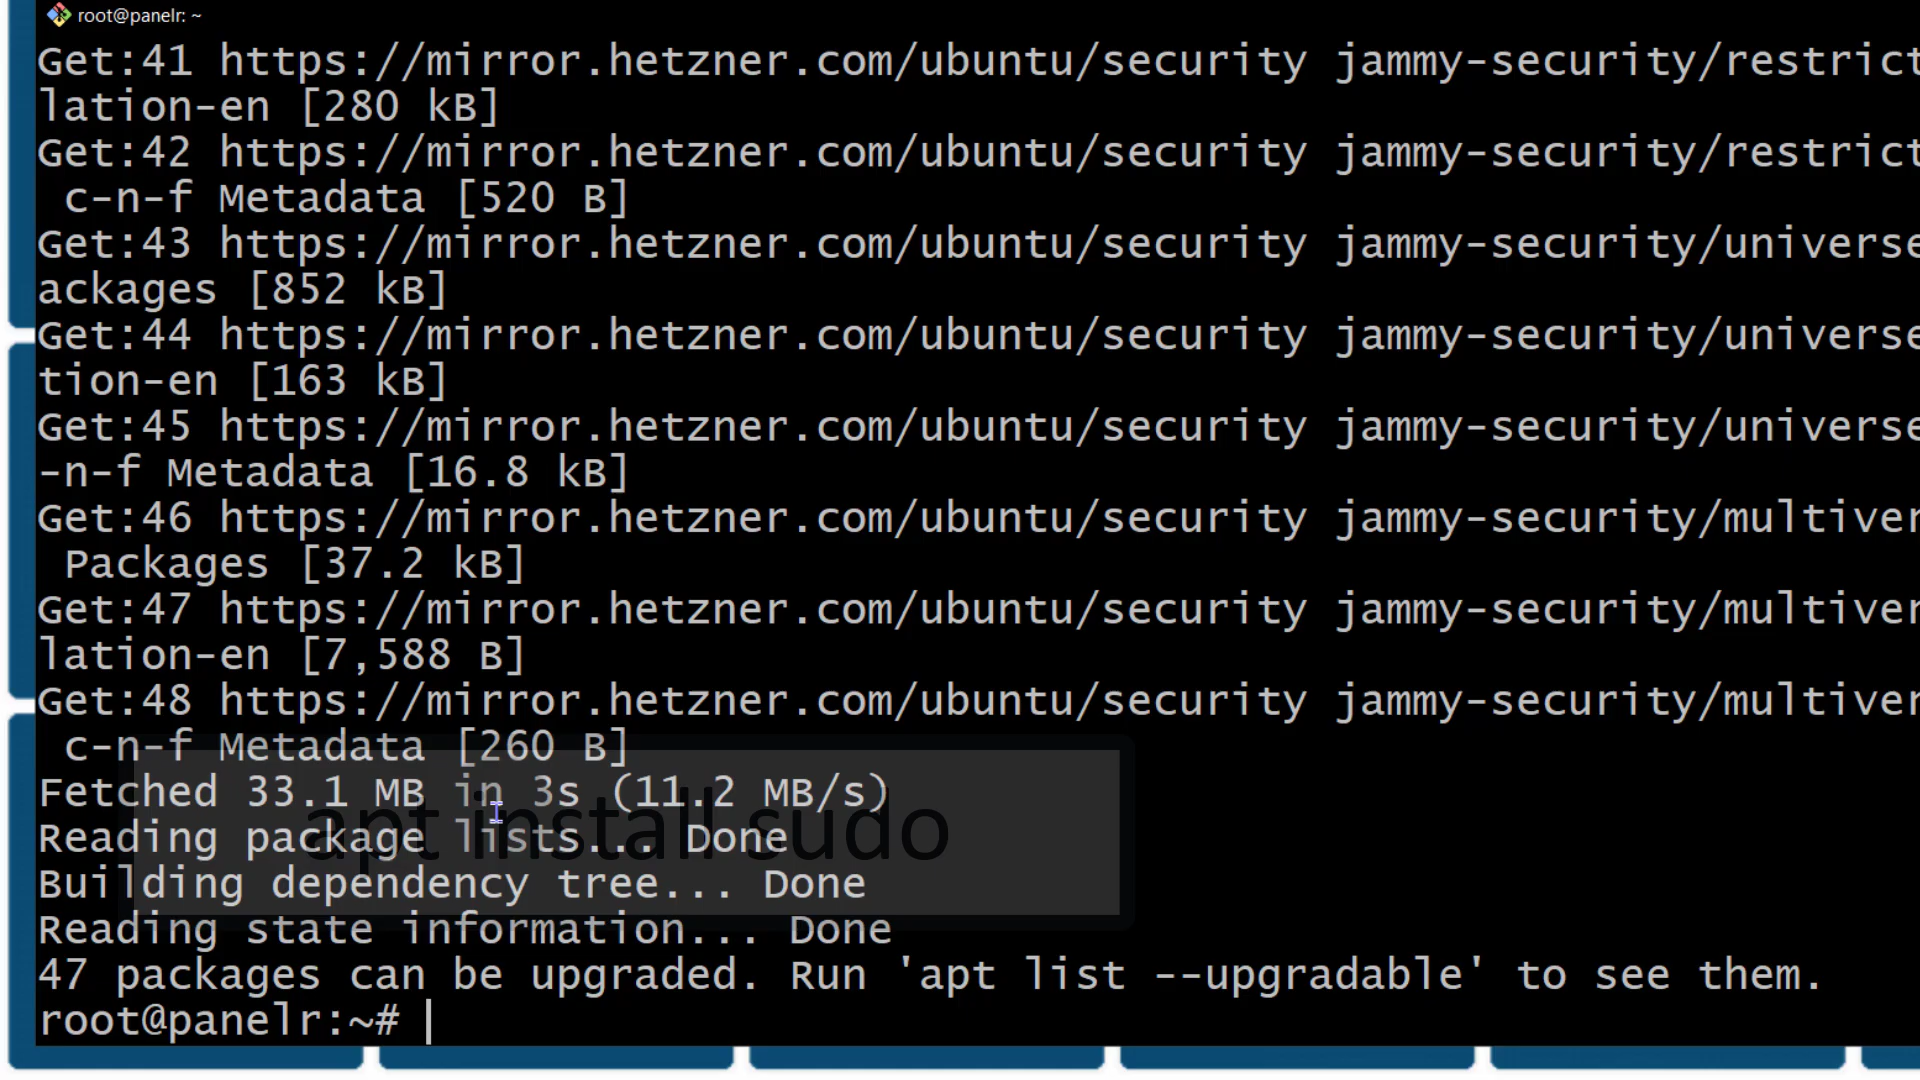 root@panelr: ~
Get:41 https://mirror.hetzner.com/ubuntu/security jammy-security/restrict
lation-en [280 kB]
Get:42 https://mirror.hetzner.com/ubuntu/security jammy-security/restrict
c-n-f Metadata [520 B]
Get:43 https://mirror.hetzner.com/ubuntu/security jammy-security/universe
ackages [852 kB]
Get:44 https://mirror.hetzner.com/ubuntu/security jammy-security/universe
tion-en [163 kB]
Get:45 https://mirror.hetzner.com/ubuntu/security jammy-security/universe
-n-f Metadata [16.8 kB]
Get:46 https://mirror.hetzner.com/ubuntu/security jammy-security/multiver
Packages [37.2 kB]
Get:47 https://mirror.hetzner.com/ubuntu/security jammy-security/multiver
lation-en [7,588 B]
Get:48 https://mirror.hetzner.com/ubuntu/security jammy-security/multiver
c-n-f Metadata [260 B]
Fetched 33.1 MB in 3s (11.2 MB/s)
apt install sudo
Reading package lists... Done
Building dependency tree... Done
Reading state information... Done
47 packages can be upgraded. Run 'apt list --upgradable' to see them.
root@panelr:~#